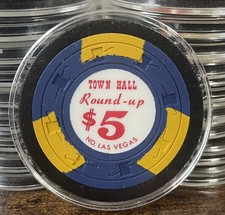 TOWN HALL
Round-up
$5
NO. LAS VEGAS